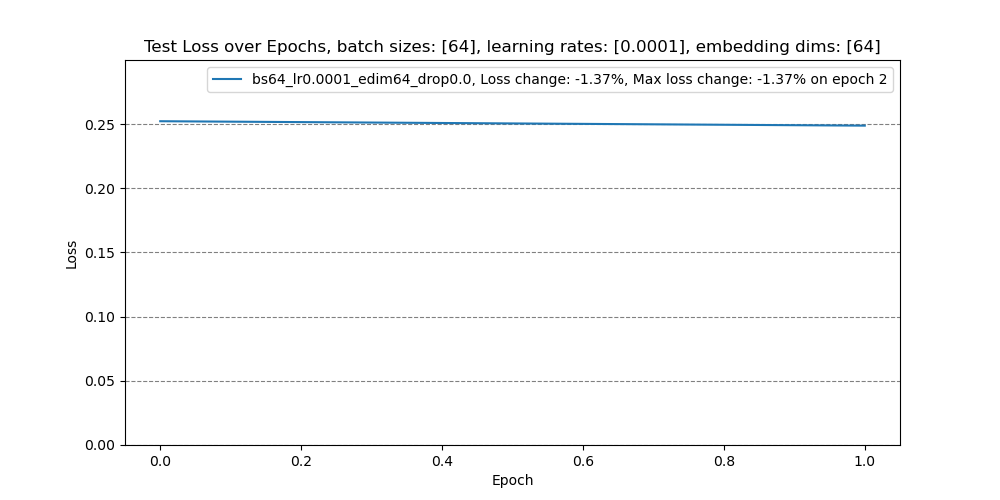 Test Loss over Epochs, batch sizes: [64], learning rates: [0.0001], embedding dims: [64]
bs64_lr0.0001_edim64_drop0.0, Loss change: -1.37%, Max loss change: -1.37% on epoch 2
0.25
0.20
0.15
0.10
0.05
0.00
Loss
0.0 0.2 0.4 0.6 0.8 1.0
Epoch